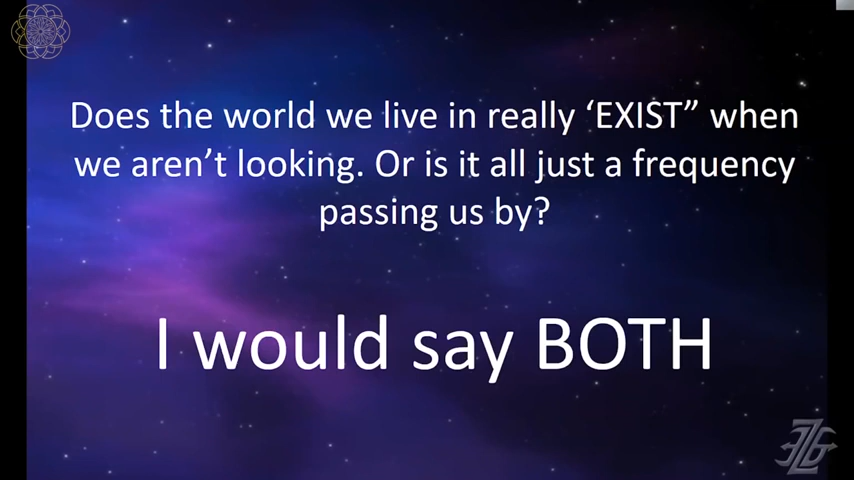 Does the world we live in really ‘EXIST” when
we aren’t looking. Or is it all just a frequency
passing us by?
I would say BOTH